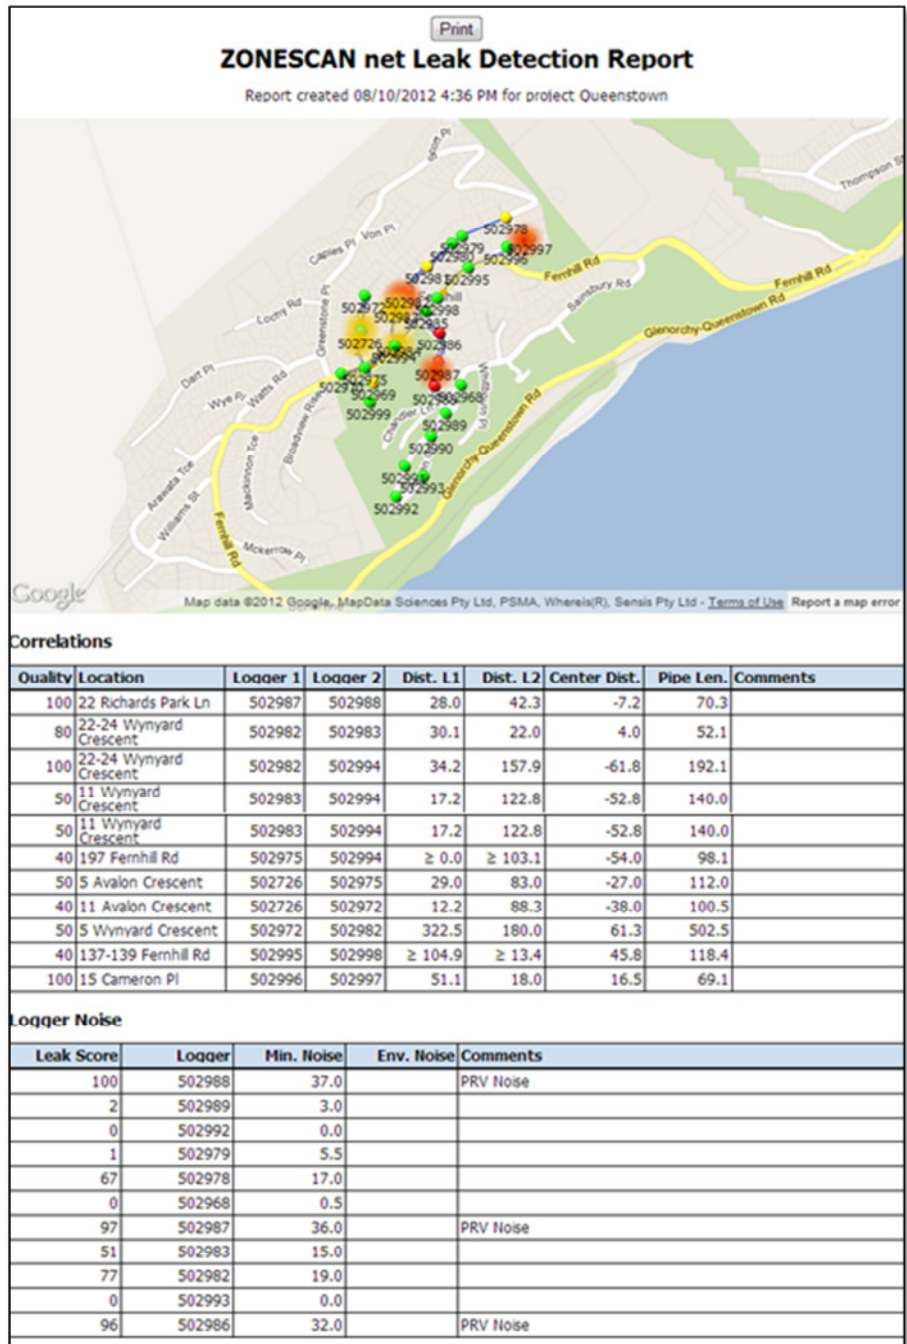 Print
ZONESCAN net Leak Detection Report
Report created 08/10/2012 4:36 PM for project Queenstown
Thompson St
Caples Pl
Von Pl
502978
502979
502997
502980
502996
502981
502995
Fernhill Rd
Fernhill Rd
Sainsbury Rd
Lochy Rd
Greenstone Pl
502972
502998
502985
Glenorchy-Queenstown Rd
502726
502986
502994
Dart Pl
502975
502987
502969
502968
Wye Pl
Watts Rd
502999
Broadview Rise
Chandler Ln
502989
502990
Mackinnon Tce
Arawata Tce
Williams St
502993
Glenorchy-Queenstown Rd
502992
Fernhill Rd
Mckerrow Pl
Google
Map data ©2012 Google, MapData Sciences Pty Ltd, PSMA, Whereis(R), Sensis Pty Ltd - Terms of Use Report a map error
Correlations
Quality Location Logger 1 Logger 2 Dist. L1 Dist. L2 Center Dist. Pipe Len. Comments
100 22 Richards Park Ln 502987 502988 28.0 42.3 -7.2 70.3
80 22-24 Wynyard Crescent 502982 502983 30.1 22.0 4.0 52.1
100 22-24 Wynyard Crescent 502982 502994 34.2 157.9 -61.8 192.1
50 11 Wynyard Crescent 502983 502994 17.2 122.8 -52.8 140.0
50 11 Wynyard Crescent 502983 502994 17.2 122.8 -52.8 140.0
40 197 Fernhill Rd 502975 502994 ≥ 0.0 ≥ 103.1 -54.0 98.1
50 5 Avalon Crescent 502726 502975 29.0 83.0 -27.0 112.0
40 11 Avalon Crescent 502726 502972 12.2 88.3 -38.0 100.5
50 5 Wynyard Crescent 502972 502982 322.5 180.0 61.3 502.5
40 137-139 Fernhill Rd 502995 502998 ≥ 104.9 ≥ 13.4 45.8 118.4
100 15 Cameron Pl 502996 502997 51.1 18.0 16.5 69.1
Logger Noise
Leak Score Logger Min. Noise Env. Noise Comments
100 502988 37.0 PRV Noise
2 502989 3.0
0 502992 0.0
1 502979 5.5
67 502978 17.0
0 502968 0.5
97 502987 36.0 PRV Noise
51 502983 15.0
77 502982 19.0
0 502993 0.0
96 502986 32.0 PRV Noise